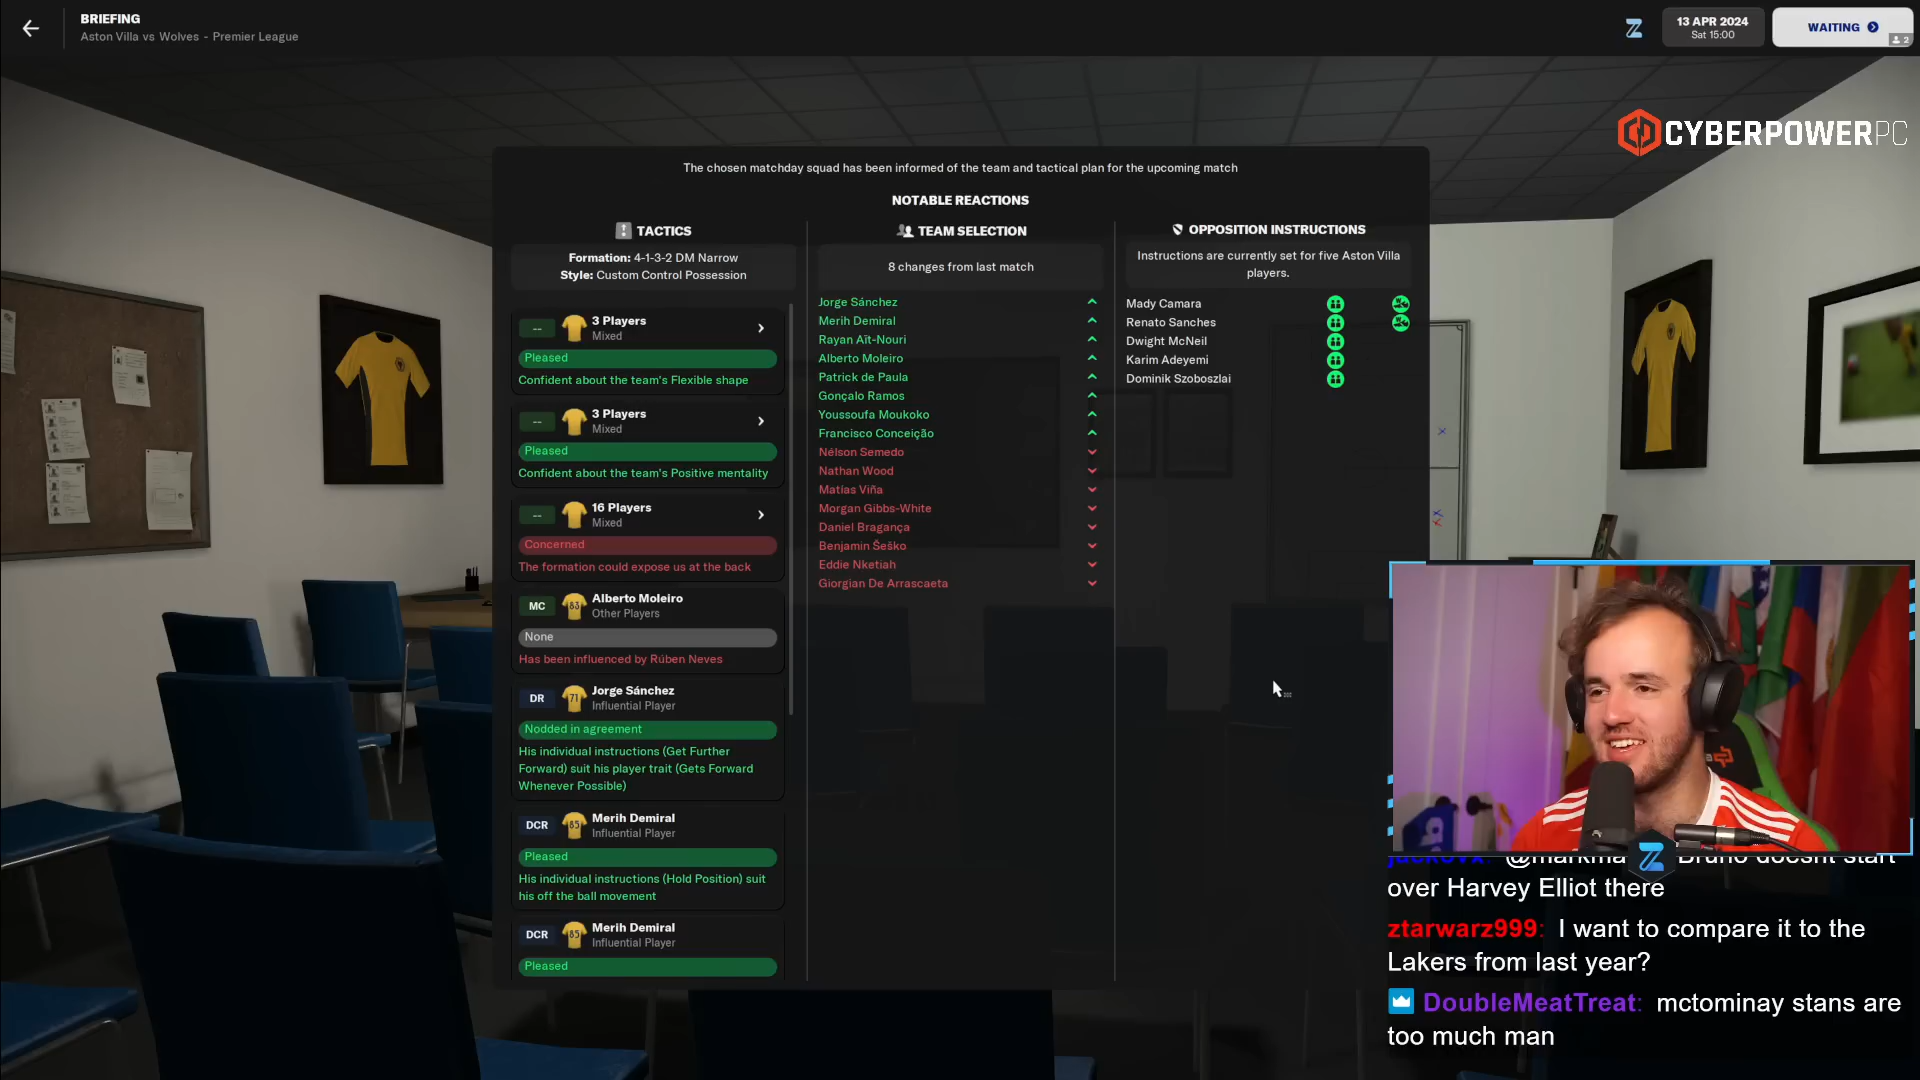 BRIEFING
Aston Villa vs Wolves - Premier League
13 APR 2024
Sat 15:00
WAITING
2
CYBERPOWERPC
The chosen matchday squad has been informed of the team and tactical plan for the upcoming match
NOTABLE REACTIONS
TACTICS
Formation: 4-1-3-2 DM Narrow
Style: Custom Control Possession
-- 3 Players
Mixed
Pleased
Confident about the team's Flexible shape
-- 3 Players
Mixed
Pleased
Confident about the team's Positive mentality
-- 16 Players
Mixed
Concerned
The formation could expose us at the back
MC 83 Alberto Moleiro
Other Players
None
Has been influenced by Rúben Neves
DR 71 Jorge Sánchez
Influential Player
Nodded in agreement
His individual instructions (Get Further
Forward) suit his player trait (Gets Forward
Whenever Possible)
DCR 85 Merih Demiral
Influential Player
Pleased
His individual instructions (Hold Position) suit
his off the ball movement
DCR 85 Merih Demiral
Influential Player
Pleased
TEAM SELECTION
8 changes from last match
Jorge Sánchez
Merih Demiral
Rayan Aït-Nouri
Alberto Moleiro
Patrick de Paula
Gonçalo Ramos
Youssoufa Moukoko
Francisco Conceição
Nélson Semedo
Nathan Wood
Matías Viña
Morgan Gibbs-White
Daniel Bragança
Benjamin Šeško
Eddie Nketiah
Giorgian De Arrascaeta
OPPOSITION INSTRUCTIONS
Instructions are currently set for five Aston Villa
players.
Mady Camara
Renato Sanches
Dwight McNeil
Karim Adeyemi
Dominik Szoboszlai
Bruno doesnt start
over Harvey Elliot there
ztarwarz999: I want to compare it to the
Lakers from last year?
DoubleMeatTreat: mctominay stans are
too much man